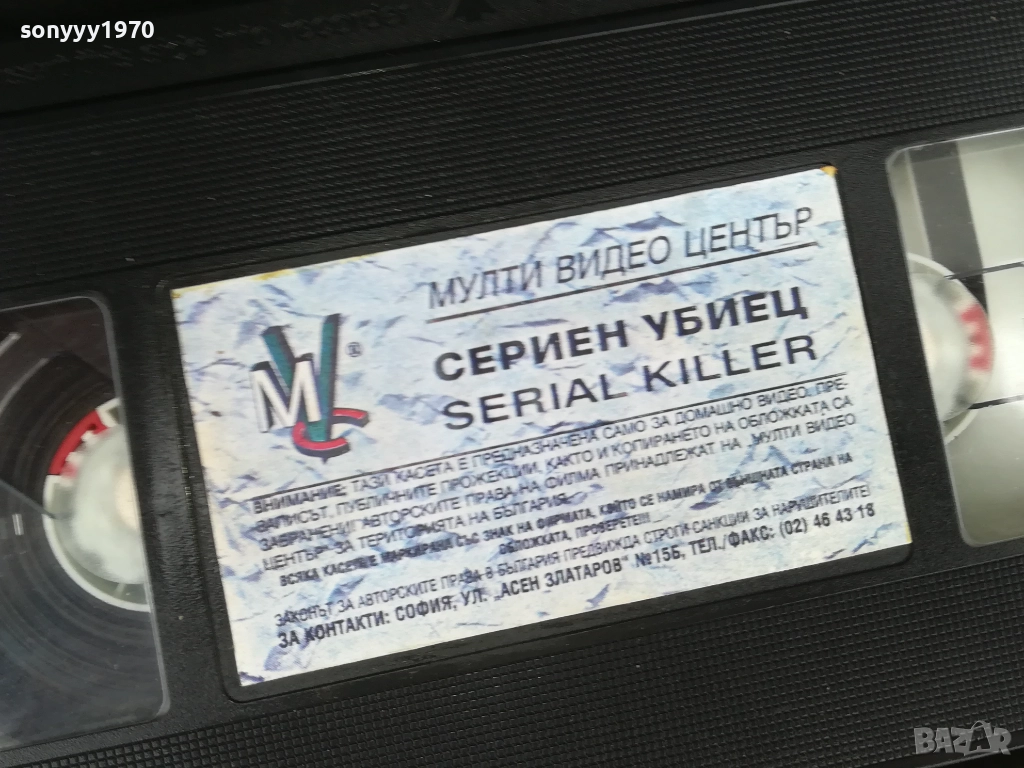 sonyyy1970
МУЛТИ ВИДЕО ЦЕНТЪР
MVC®
СЕРИЕН УБИЕЦ
SERIAL KILLER
ВНИМАНИЕ: ТАЗИ КАСЕТА Е ПРЕДНАЗНАЧЕНА САМО ЗА ДОМАШНО ВИДЕО. ПРЕ-
ЗАПИСЪТ, ПУБЛИЧНИТЕ ПРОЖЕКЦИИ, КАКТО И КОПИРАНЕТО НА ОБЛОЖКАТА СА
ЗАБРАНЕНИ! АВТОРСКИТЕ ПРАВА НА ФИЛМА ПРИНАДЛЕЖАТ НА „МУЛТИ ВИДЕО
ЦЕНТЪР" ЗА ТЕРИТОРИЯТА НА БЪЛГАРИЯ.
ВСЯКА КАСЕТА Е МАРКИРАНА СЪС ЗНАК НА ФИРМАТА, КОЙТО СЕ НАМИРА ОТ ВЪНШНАТА СТРАНА НА
ОБЛОЖКАТА, ПРОВЕРЕТЕ!!!
ЗАКОНЪТ ЗА АВТОРСКИТЕ ПРАВА В БЪЛГАРИЯ ПРЕДВИЖДА СТРОГИ САНКЦИИ ЗА НАРУШИТЕЛИТЕ!
ЗА КОНТАКТИ: СОФИЯ, УЛ. „АСЕН ЗЛАТАРОВ" №15Б, ТЕЛ./ФАКС: (02) 46 43 18
BAZAR